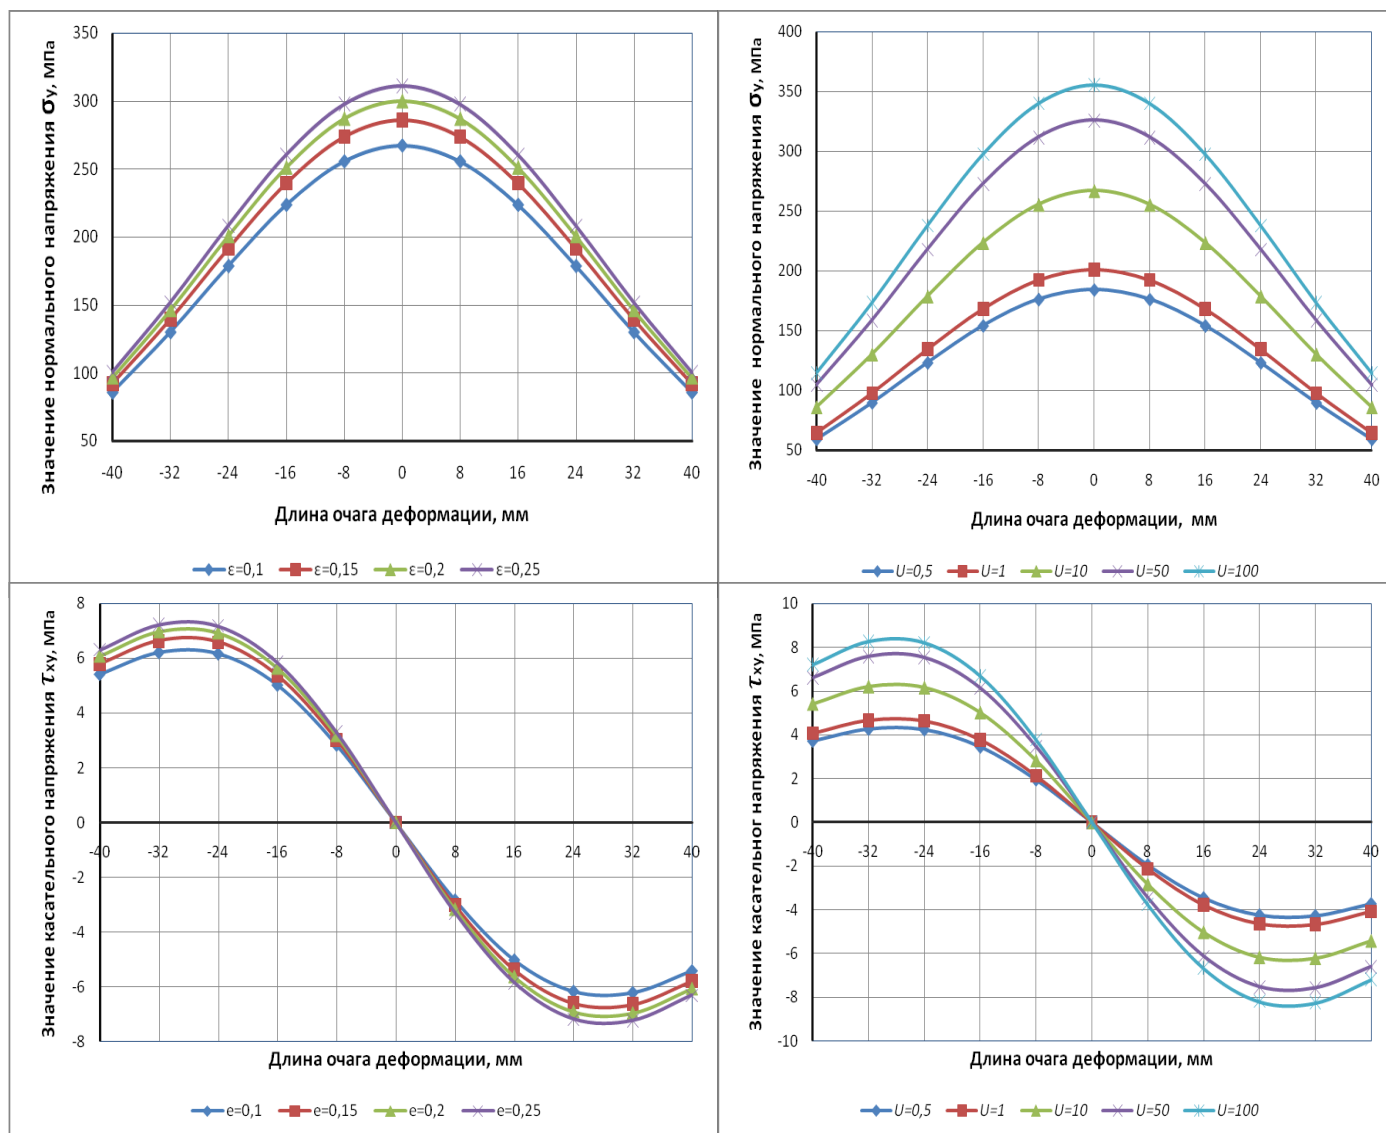 Значение нормального напряжения σy, МПа
350
300
250
200
150
100
50
-40 -32 -24 -16 -8 0 8 16 24 32 40
Длина очага деформации, мм
ε=0,1 ε=0,15 ε=0,2 ε=0,25
Значение нормального напряжения σy, МПа
400
350
300
250
200
150
100
50
-40 -32 -24 -16 -8 0 8 16 24 32 40
Длина очага деформации, мм
U=0,5 U=1 U=10 U=50 U=100
Значение касательного напряжения τxy, МПа
8
6
4
2
0
-2
-4
-6
-8
-40 -32 -24 -16 -8 0 8 16 24 32 40
Длина очага деформации, мм
e=0,1 e=0,15 e=0,2 e=0,25
Значение касательног напряжения τxy, МПа
10
8
6
4
2
0
-2
-4
-6
-8
-10
-40 -32 -24 -16 -8 0 8 16 24 32 40
Длина очага деформации, мм
U=0,5 U=1 U=10 U=50 U=100